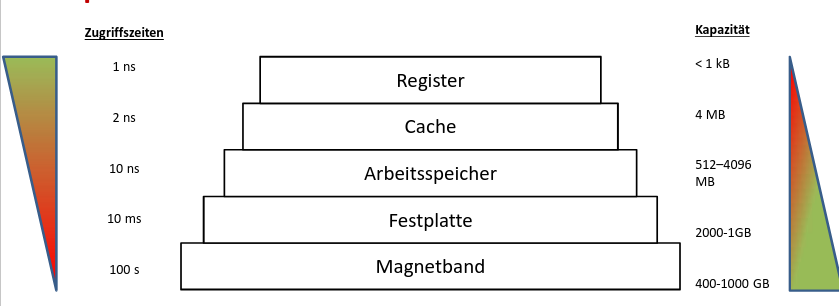 Zugriffszeiten
Kapazität
1 ns
Register
< 1 kB
2 ns
Cache
4 MB
10 ns
Arbeitsspeicher
512–4096
MB
10 ms
Festplatte
2000-1GB
100 s
Magnetband
400-1000 GB